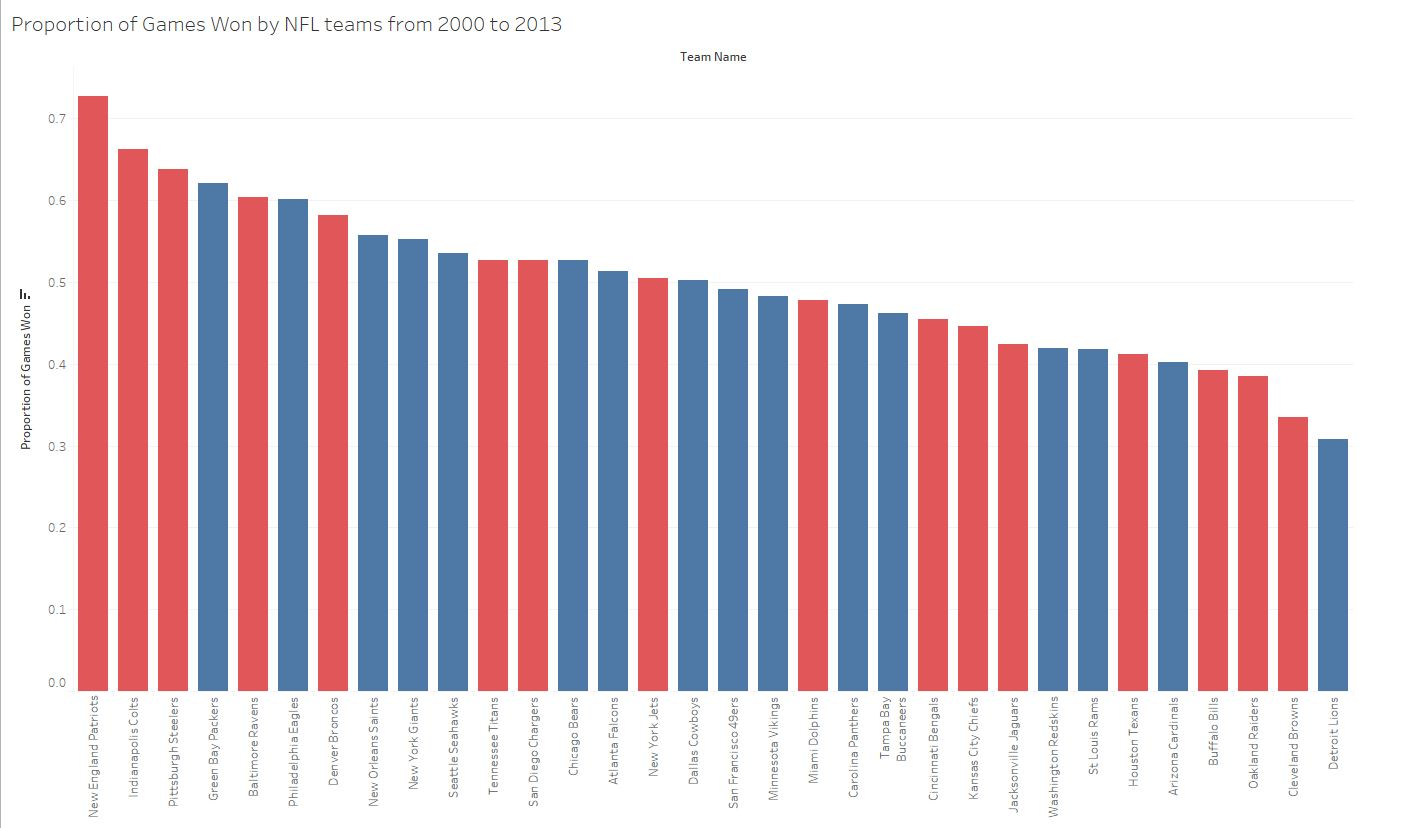 Proportion of Games Won by NFL teams from 2000 to 2013
Team Name
Proportion of Games Won
0.7
0.6
0.5
0.4
0.3
0.2
0.1
0.0
New England Patriots
Indianapolis Colts
Pittsburgh Steelers
Green Bay Packers
Baltimore Ravens
Philadelphia Eagles
Denver Broncos
New Orleans Saints
New York Giants
Seattle Seahawks
Tennessee Titans
San Diego Chargers
Chicago Bears
Atlanta Falcons
New York Jets
Dallas Cowboys
San Francisco 49ers
Minnesota Vikings
Miami Dolphins
Carolina Panthers
Tampa Bay
Buccaneers
Cincinnati Bengals
Kansas City Chiefs
Jacksonville Jaguars
Washington Redskins
St Louis Rams
Houston Texans
Arizona Cardinals
Buffalo Bills
Oakland Raiders
Cleveland Browns
Detroit Lions